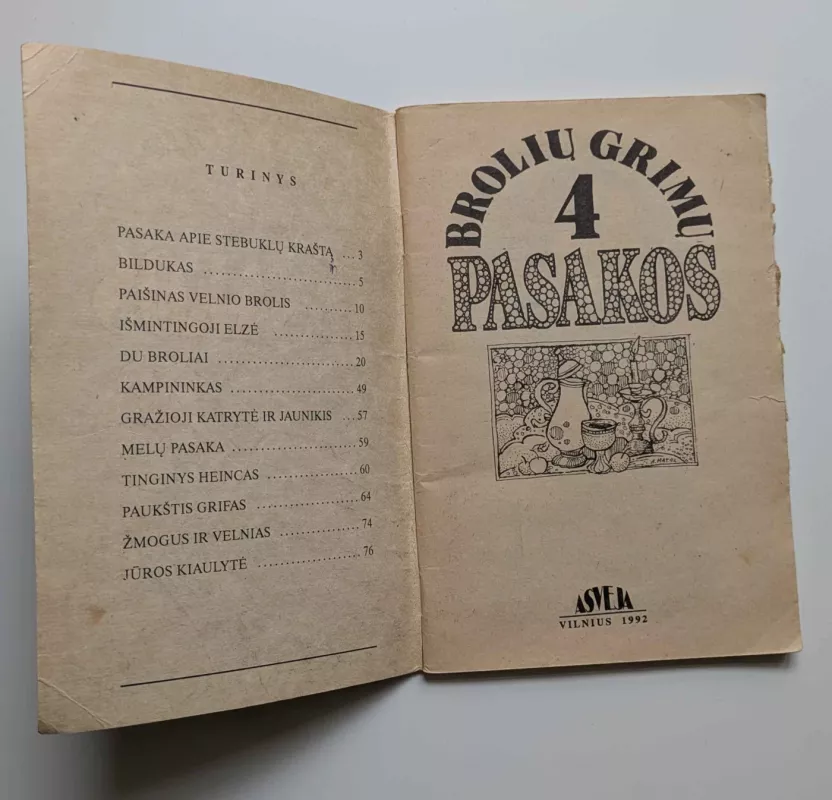 TURINYS
PASAKA APIE STEBUKLŲ KRAŠTĄ ... 3
BILDUKAS ............................ 5
PAIŠINAS VELNIO BROLIS .......... 10
IŠMINTINGOJI ELZĖ ................. 15
DU BROLIAI ......................... 20
KAMPININKAS ....................... 49
GRAŽIOJI KATRYTĖ IR JAUNIKIS ... 57
MELŲ PASAKA ....................... 59
TINGINYS HEINCAS .................. 60
PAUKŠTIS GRIFAS .................... 64
ŽMOGUS IR VELNIAS ................ 74
JŪROS KIAULYTĖ .................... 76
BROLIŲ GRIMŲ
4
PASAKOS
ASVEJA
VILNIUS 1992